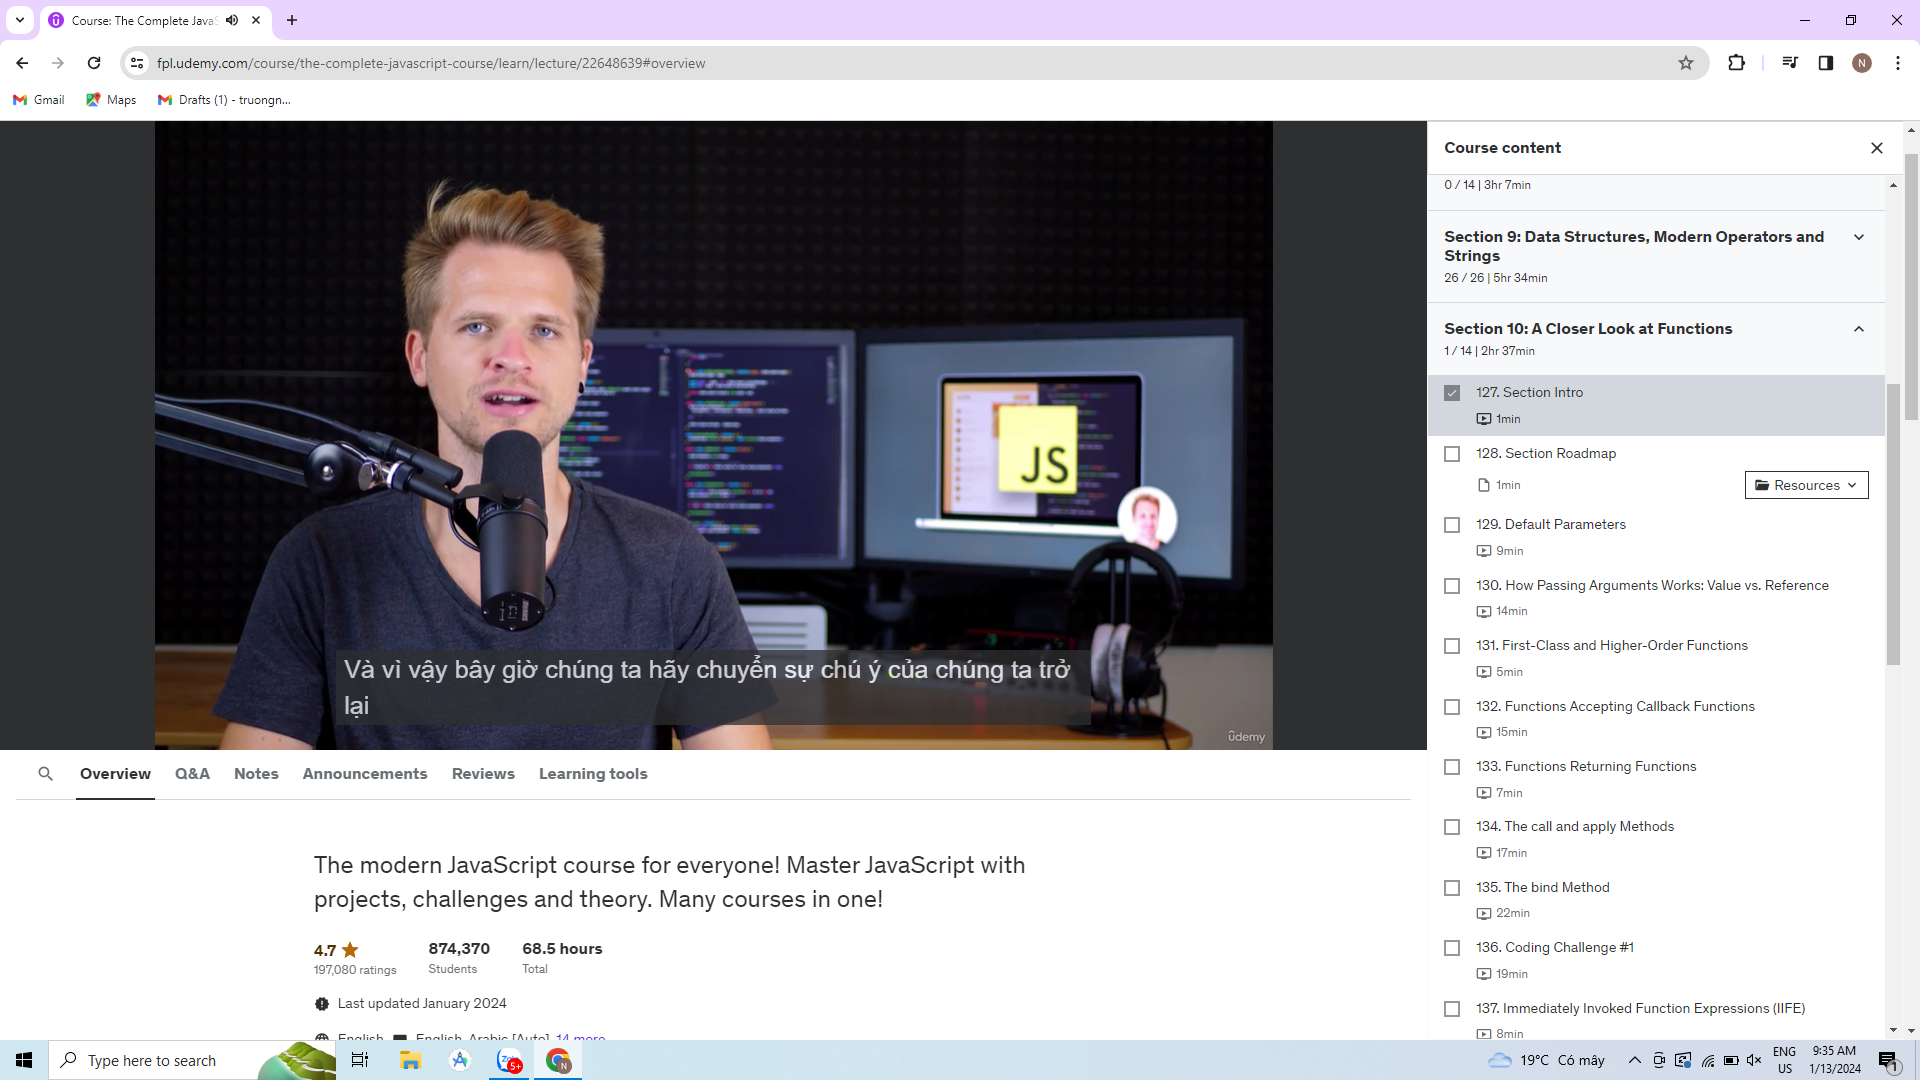 Course: The Complete JavaS
fpl.udemy.com/course/the-complete-javascript-course/learn/lecture/22648639#overview
N
Gmail
Maps
Drafts (1) - truongn...
JS
Và vì vậy bây giờ chúng ta hãy chuyển sự chú ý của chúng ta trở
lại
udemy
Overview
Q&A
Notes
Announcements
Reviews
Learning tools
The modern JavaScript course for everyone! Master JavaScript with
projects, challenges and theory. Many courses in one!
4.7
874,370
68.5 hours
197,080 ratings
Students
Total
Last updated January 2024
English
English, Arabic [Auto], 14 more
Course content
0 / 14 | 3hr 7min
Section 9: Data Structures, Modern Operators and
Strings
26 / 26 | 5hr 34min
Section 10: A Closer Look at Functions
1 / 14 | 2hr 37min
127. Section Intro
1min
128. Section Roadmap
1min
Resources
129. Default Parameters
9min
130. How Passing Arguments Works: Value vs. Reference
14min
131. First-Class and Higher-Order Functions
5min
132. Functions Accepting Callback Functions
15min
133. Functions Returning Functions
7min
134. The call and apply Methods
17min
135. The bind Method
22min
136. Coding Challenge #1
19min
137. Immediately Invoked Function Expressions (IIFE)
8min
Type here to search
Zalo
5+
N
19°C Có mây
ENG
US
9:35 AM
1/13/2024
1